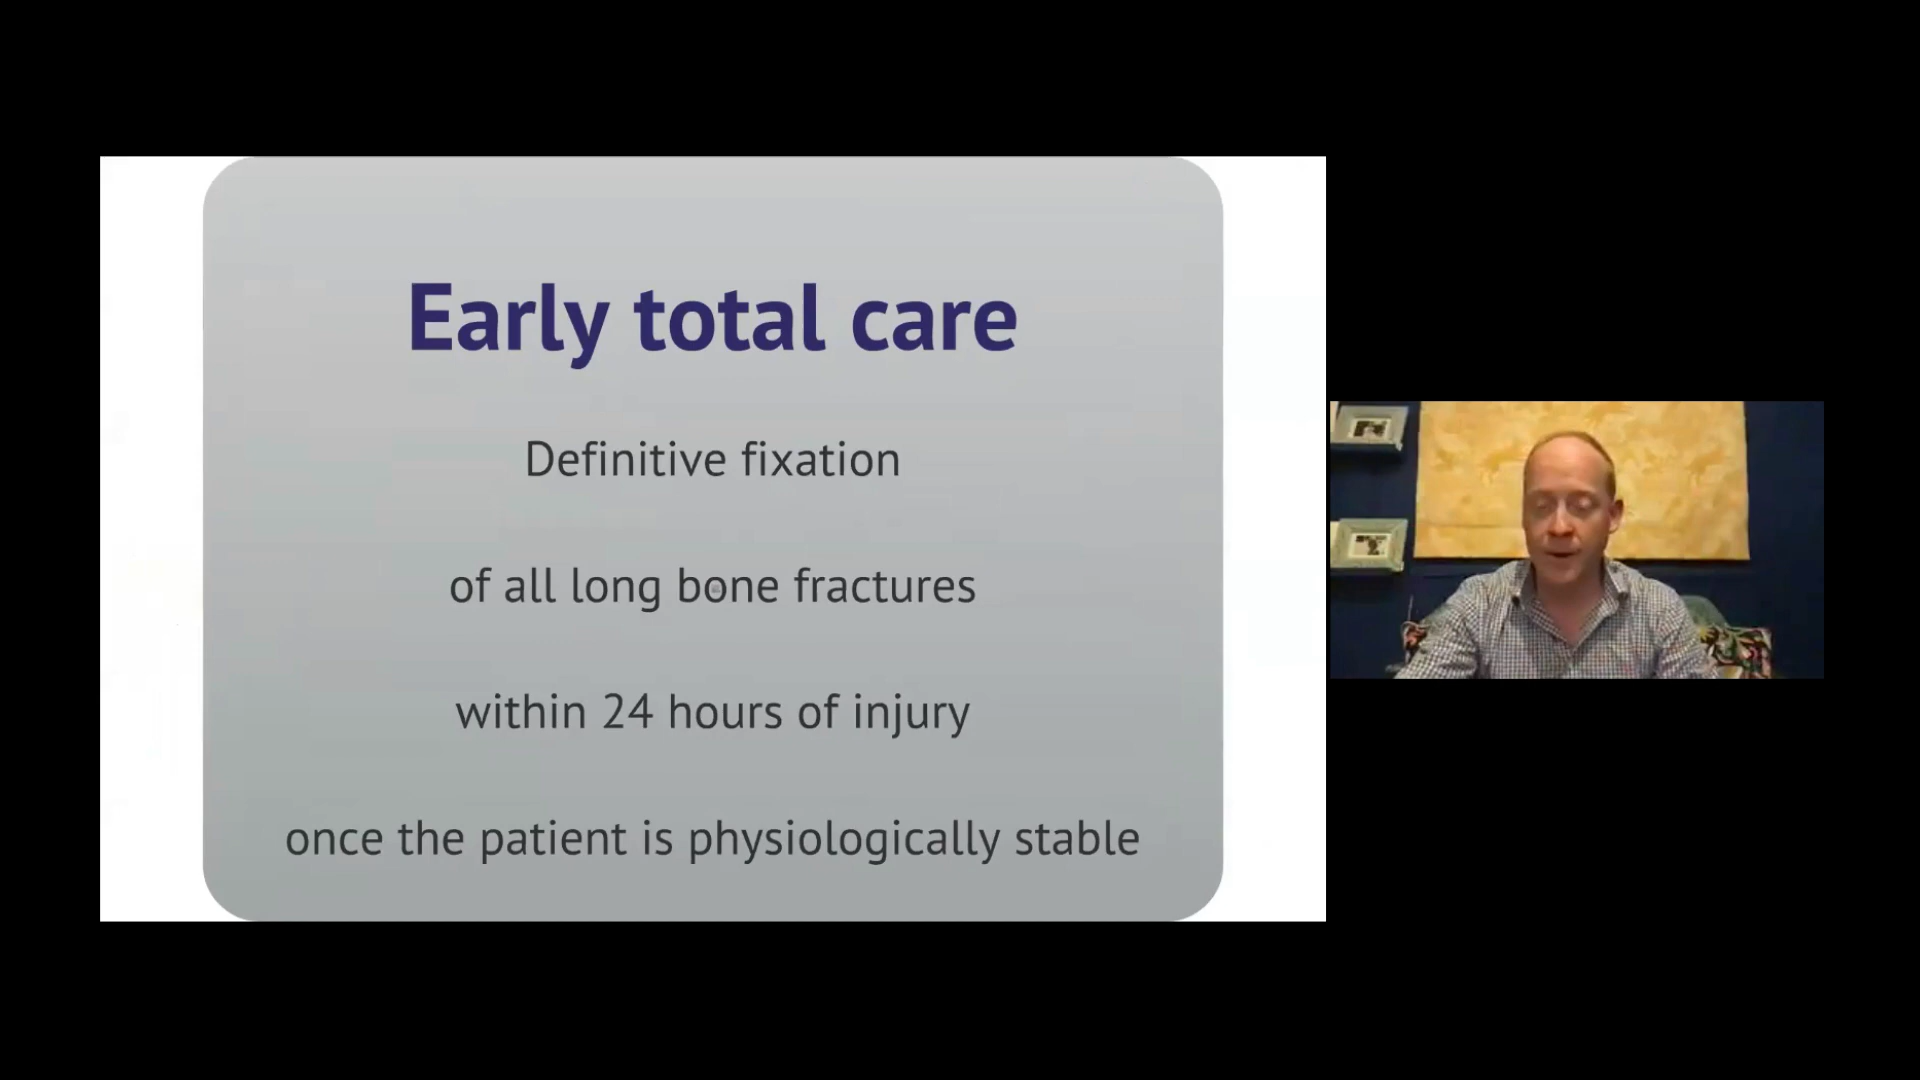 Early total care
Definitive fixation
of all long bone fractures
within 24 hours of injury
once the patient is physiologically stable